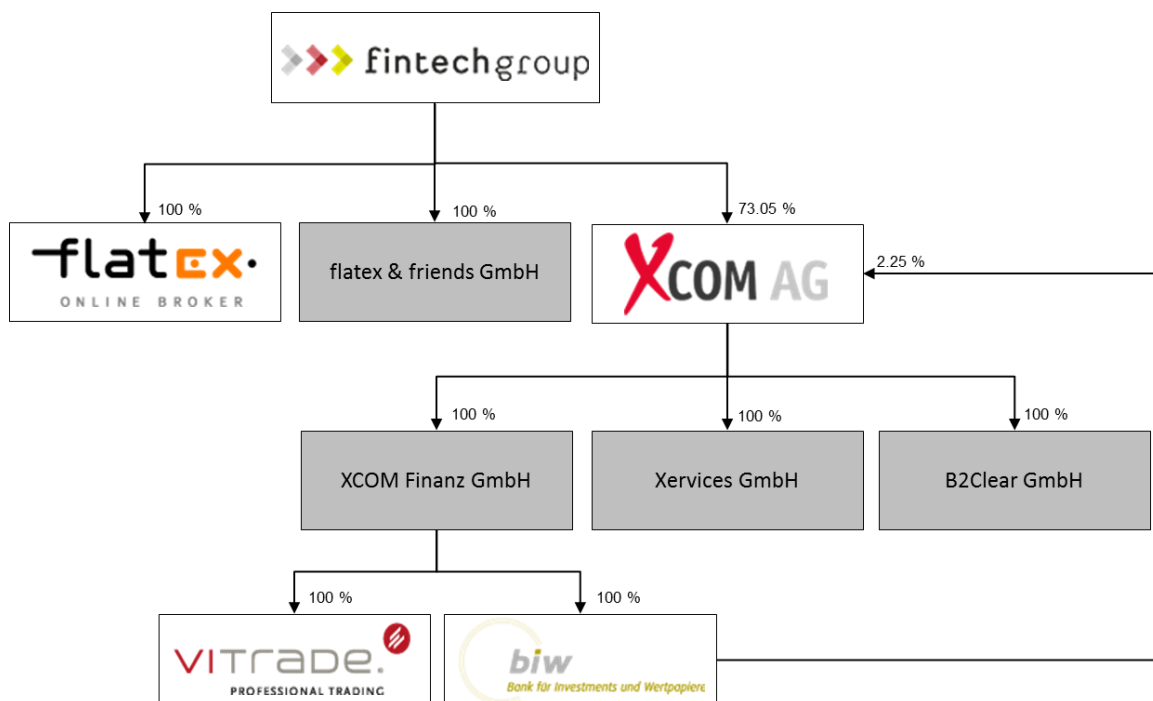 fintechgroup
100 %
100 %
73.05 %
flatex
ONLINE BROKER
flatex & friends GmbH
XCOM AG
2.25 %
100 %
100 %
100 %
XCOM Finanz GmbH
Xervices GmbH
B2Clear GmbH
100 %
100 %
VITRADE.
PROFESSIONAL TRADING
biw
Bank für Investments und Wertpapiere